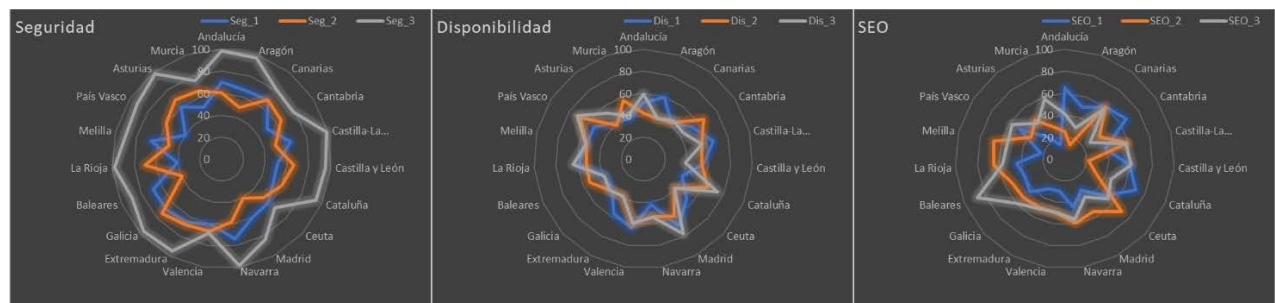 Seguridad
Seg_1 Seg_2 Seg_3
Andalucía
Aragón
Canarias
Cantabria
Castilla-La...
Castilla y León
Cataluña
Ceuta
Madrid
Navarra
Valencia
Extremadura
Galicia
Baleares
La Rioja
Melilla
País Vasco
Asturias
Murcia
100
80
60
40
20
0
Disponibilidad
Dis_1 Dis_2 Dis_3
Andalucía
Aragón
Canarias
Cantabria
Castilla-La...
Castilla y León
Cataluña
Ceuta
Madrid
Navarra
Valencia
Extremadura
Galicia
Baleares
La Rioja
Melilla
País Vasco
Asturias
Murcia
100
80
60
40
20
0
SEO
SEO_1 SEO_2 SEO_3
Andalucía
Aragón
Canarias
Cantabria
Castilla-La...
Castilla y León
Cataluña
Ceuta
Madrid
Navarra
Valencia
Extremadura
Galicia
Baleares
La Rioja
Melilla
País Vasco
Asturias
Murcia
100
80
60
40
20
0